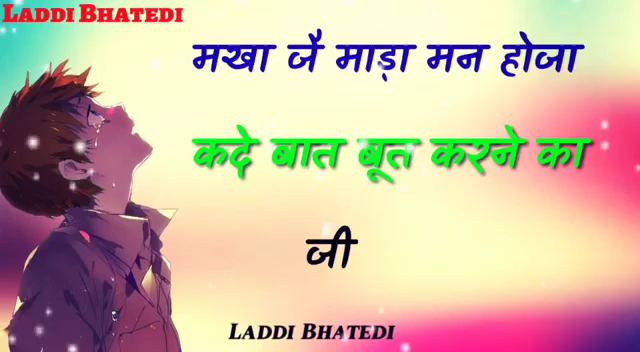 LADDI BHATEDI
मखा जै माड़ा मन होजा
कदे बात बूत करने का
जी
LADDI BHATEDI